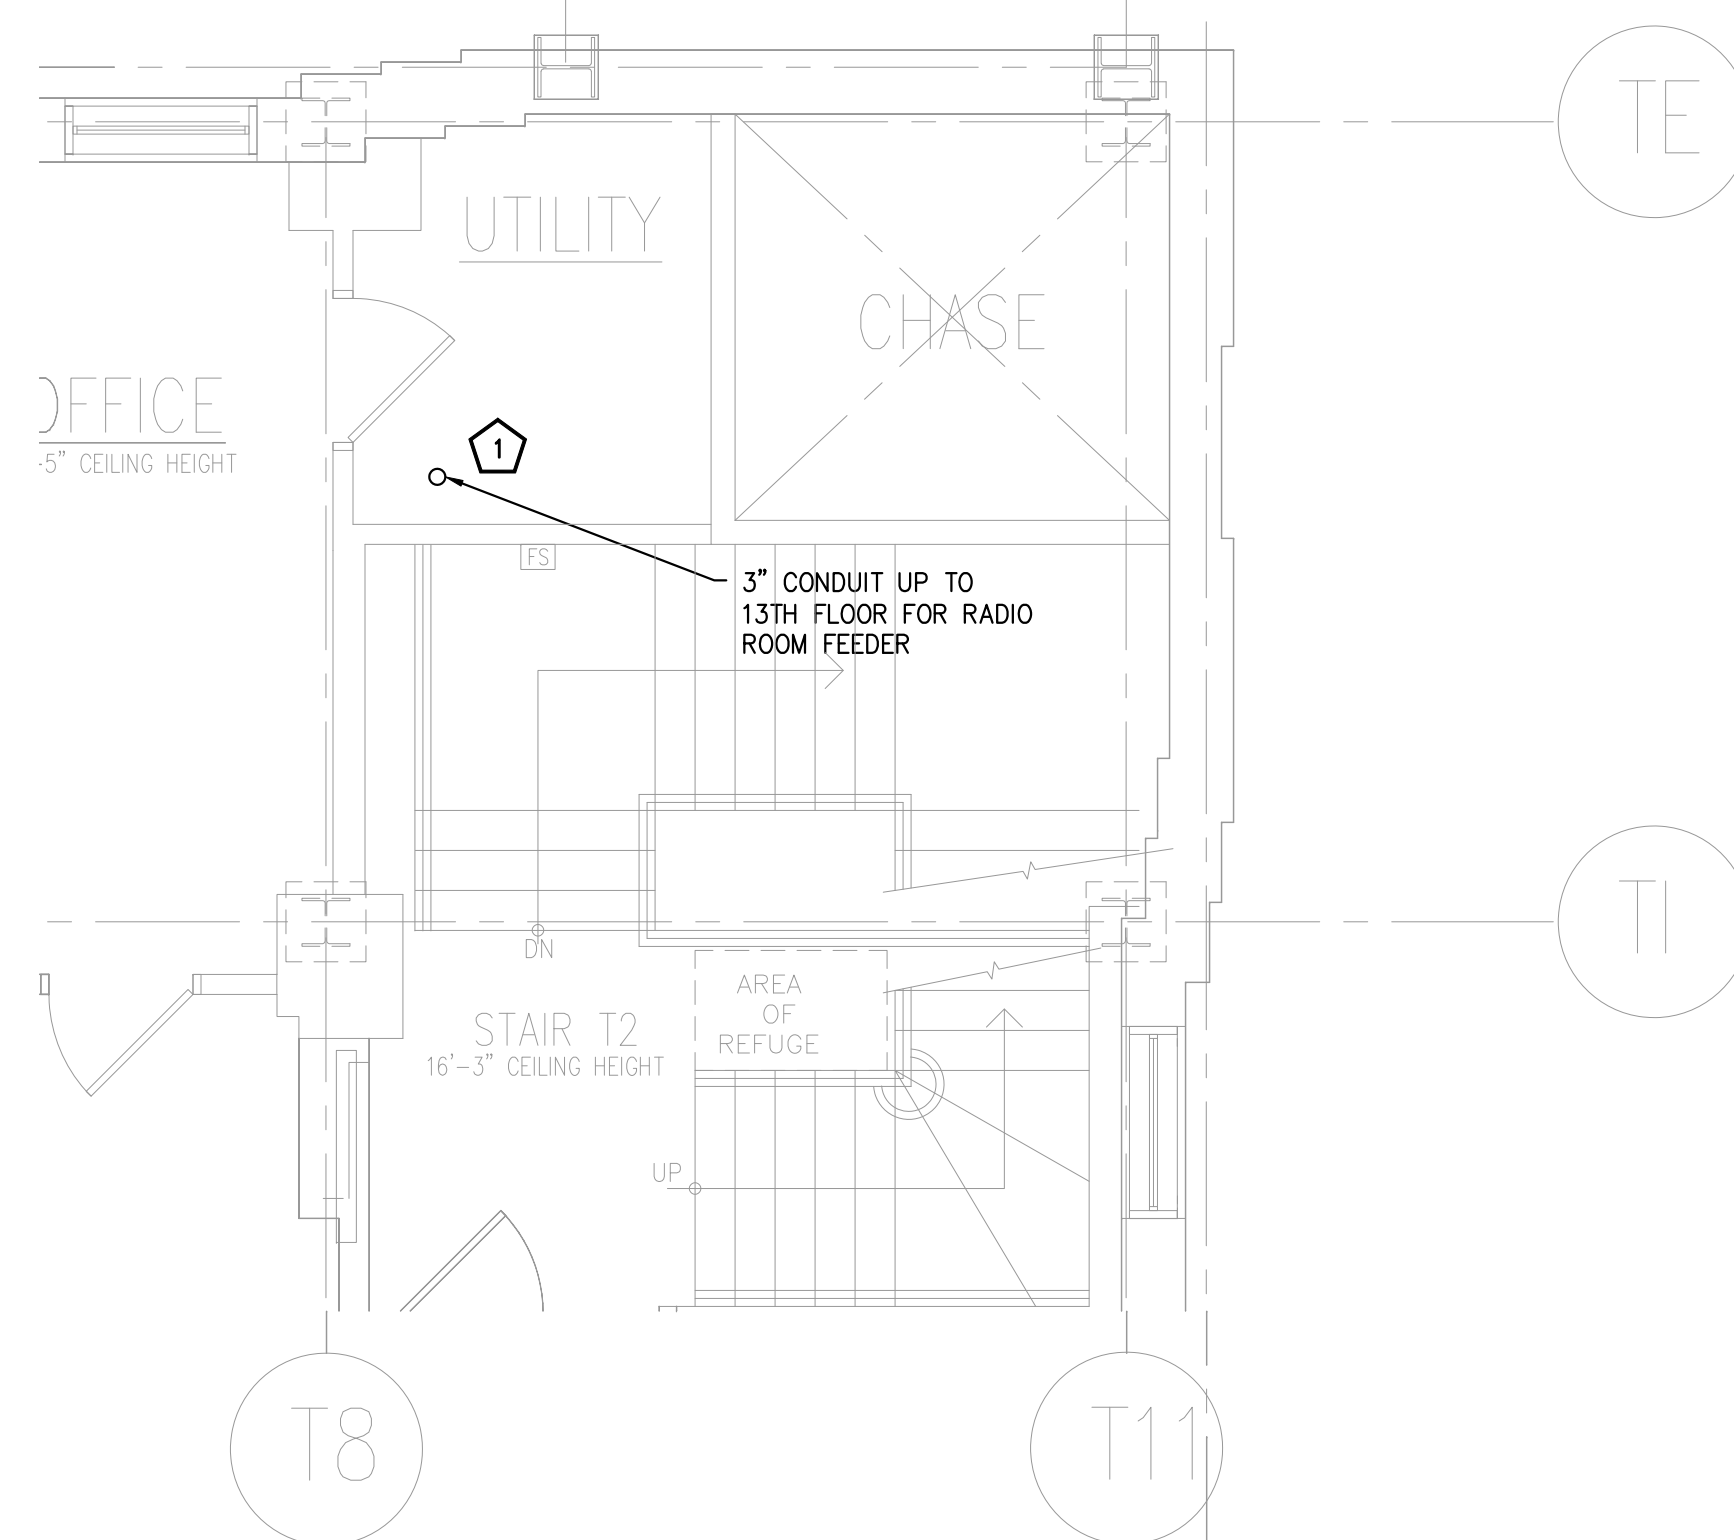 TE
UTILITY
CHASE
OFFICE
-5" CEILING HEIGHT
1
FS
3" CONDUIT UP TO
13TH FLOOR FOR RADIO
ROOM FEEDER
TI
DN
AREA
OF
REFUGE
STAIR T2
16'-3" CEILING HEIGHT
UP
T8
T11